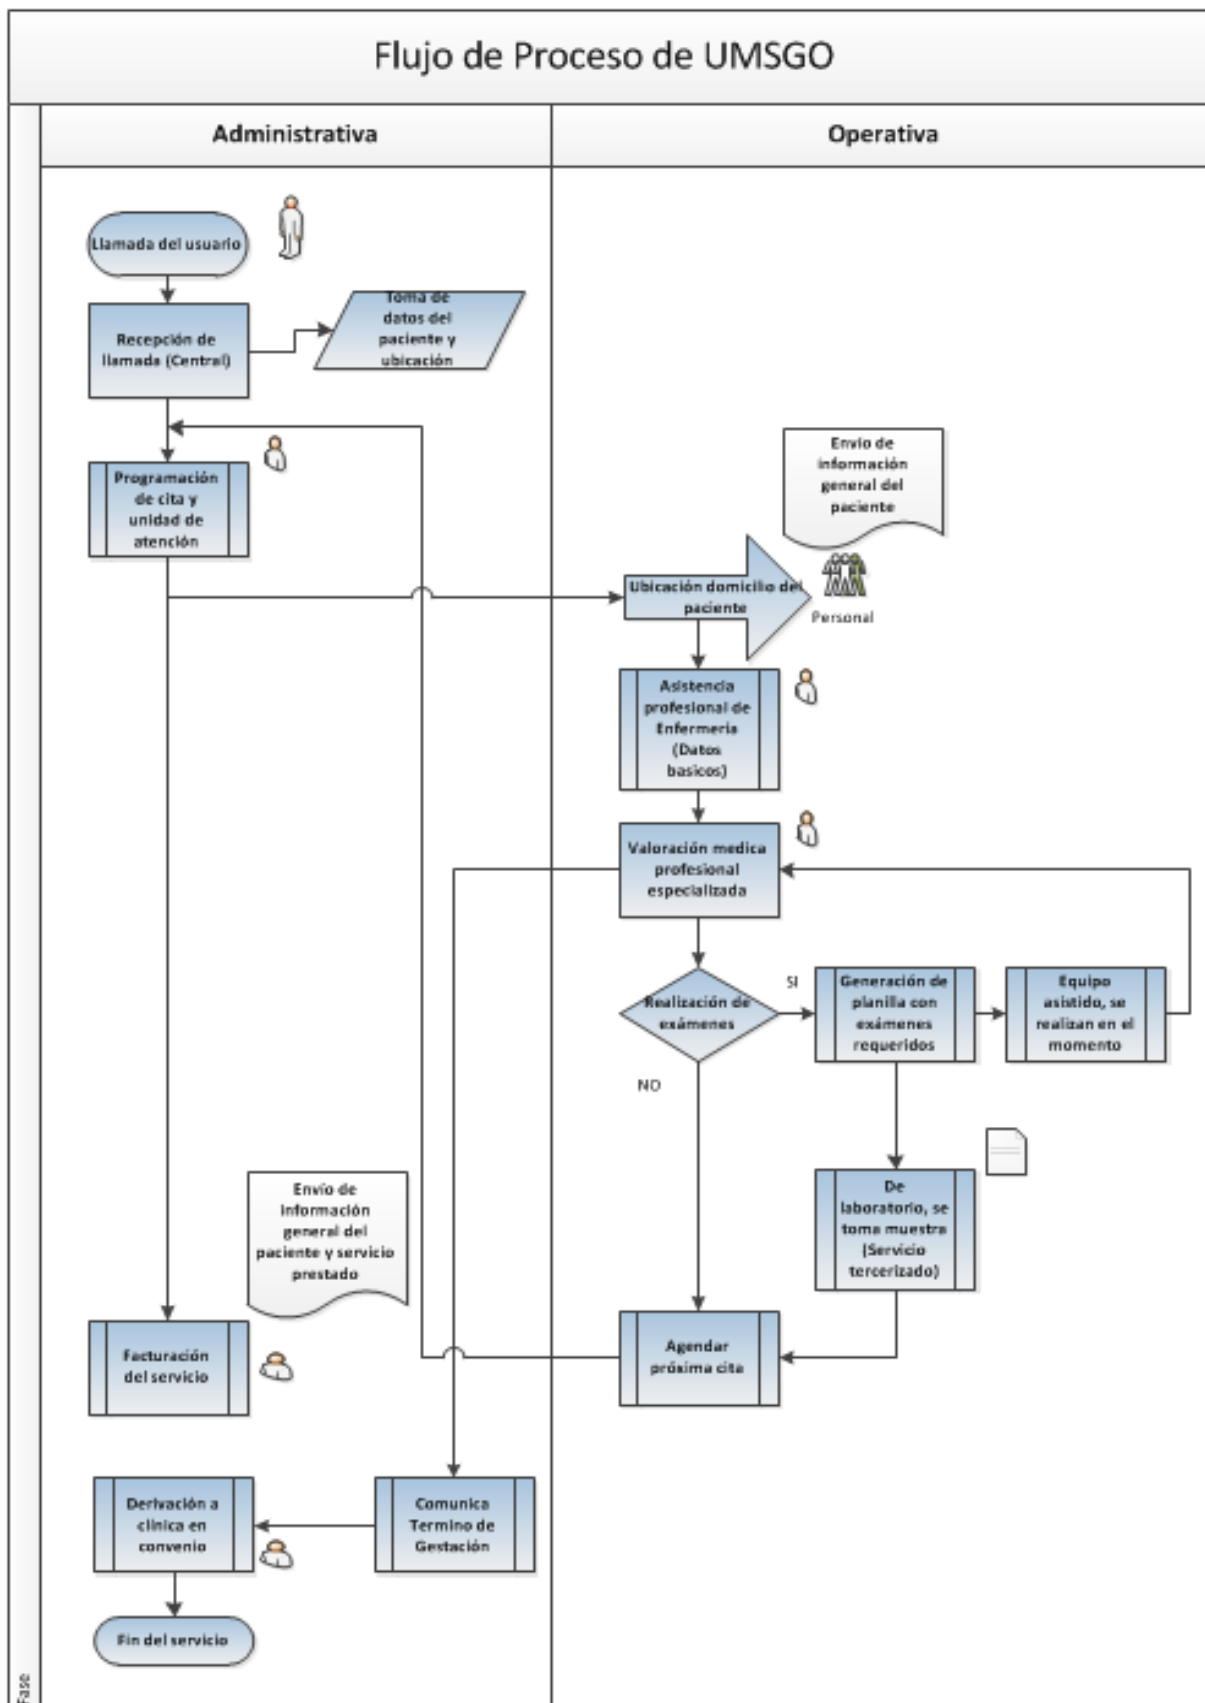 Flujo de Proceso de UMSGO
Administrativa
Operativa
Llamada del usuario
Recepción de
llamada (Central)
Toma de
datos del
paciente y
ubicación
Programación
de cita y
unidad de
atención
Envío de
información
general del
paciente
Ubicación domicilio del
paciente
Personal
Asistencia
profesional de
Enfermería
(Datos
basicos)
Valoración medica
profesional
especializada
Realización de
exámenes
SI
NO
Generación de
planilla con
exámenes
requeridos
Equipo
asistido, se
realizan en el
momento
De
laboratorio, se
toma muestra
(Servicio
tercerizado)
Envío de
información
general del
paciente y servicio
prestado
Facturación
del servicio
Agendar
próxima cita
Derivación a
clínica en
convenio
Comunica
Termino de
Gestación
Fin del servicio
Fase